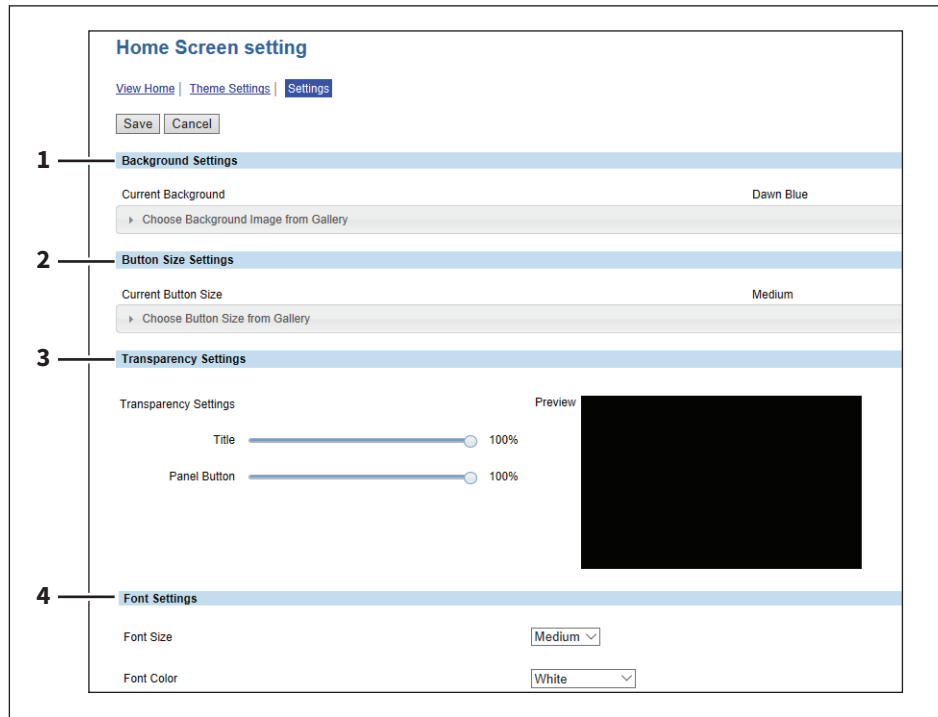 Home Screen setting
View Home | Theme Settings | Settings
Save Cancel
1 Background Settings
Current Background Dawn Blue
Choose Background Image from Gallery
2 Button Size Settings
Current Button Size Medium
Choose Button Size from Gallery
3 Transparency Settings
Transparency Settings Preview
Title 100%
Panel Button 100%
4 Font Settings
Font Size Medium
Font Color White